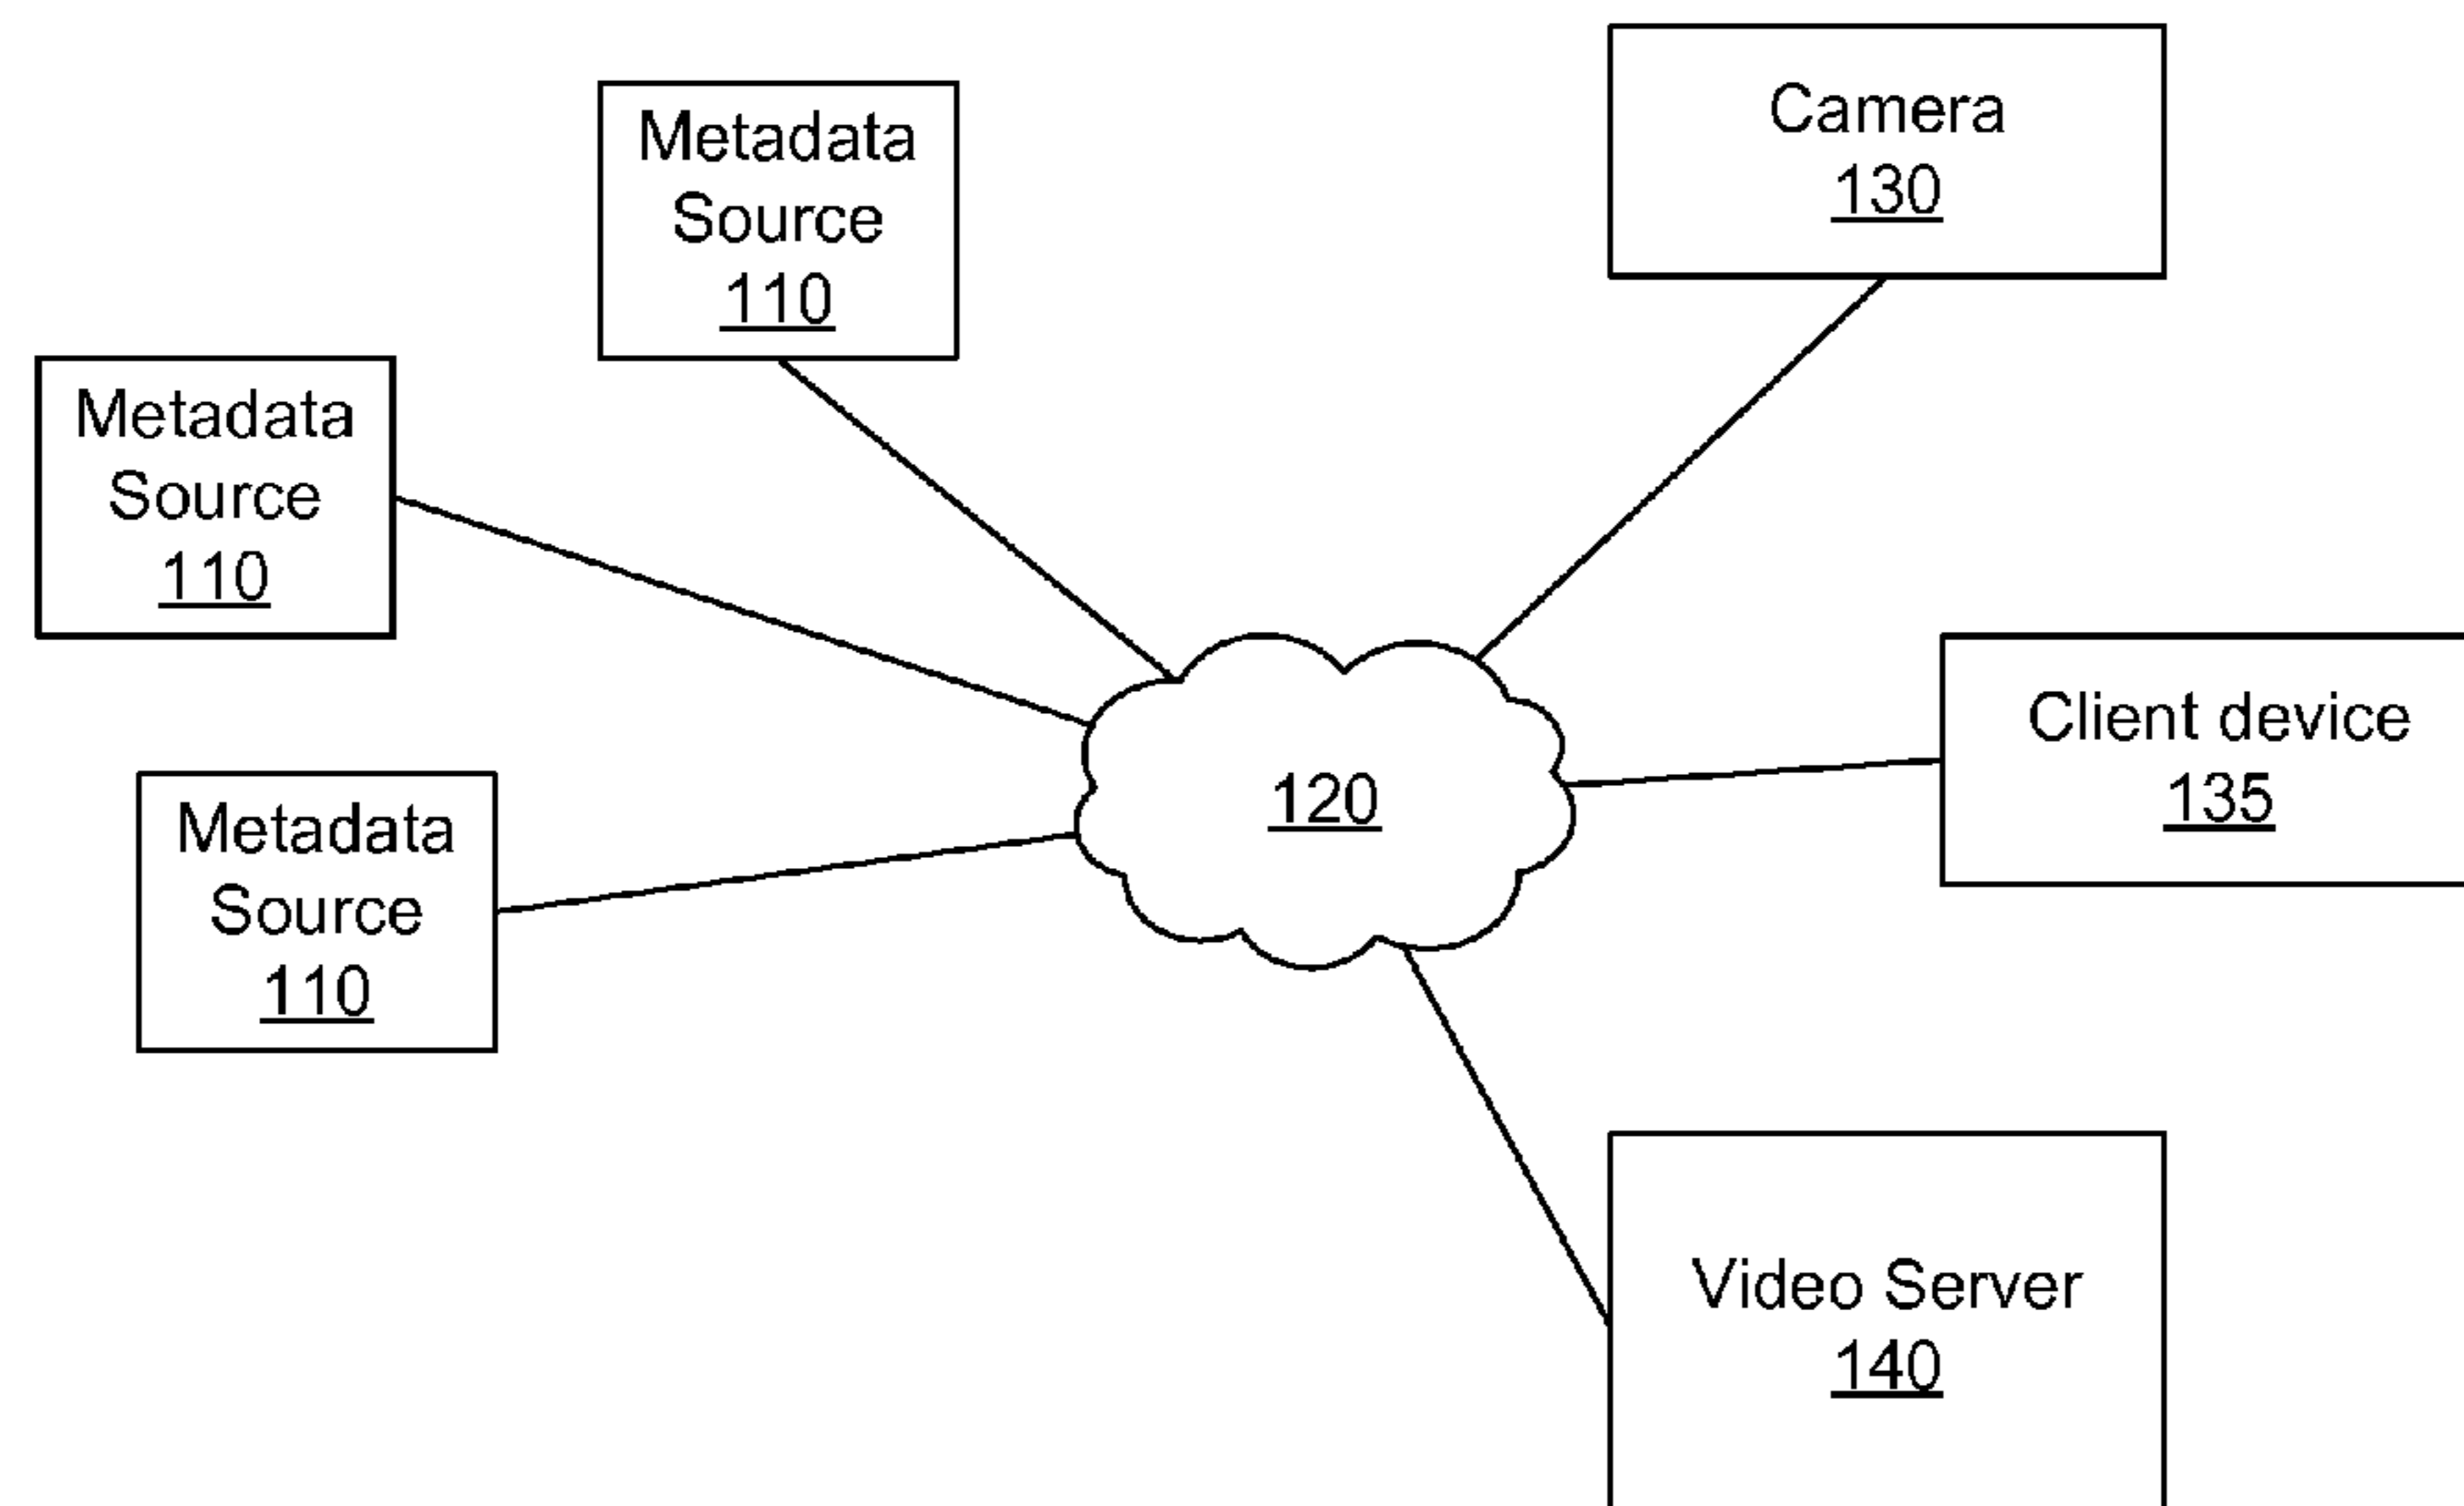 Camera
130
Metadata
Source
110
Metadata
Source
110
Client device
135
120
Metadata
Source
110
Video Server
140